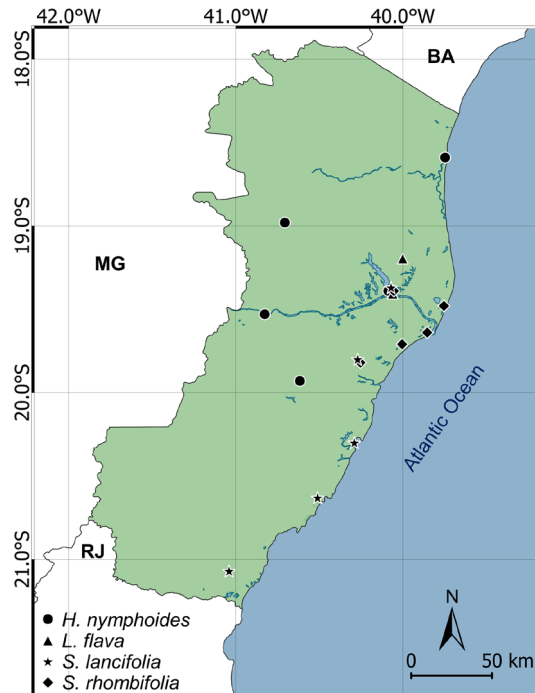 42.0°W 41.0°W 40.0°W
18.0°S
BA
19.0°S
MG
20.0°S
Atlantic Ocean
21.0°S
RJ
H. nymphoides
L. flava
S. lancifolia
S. rhombifolia
N
0 50 km